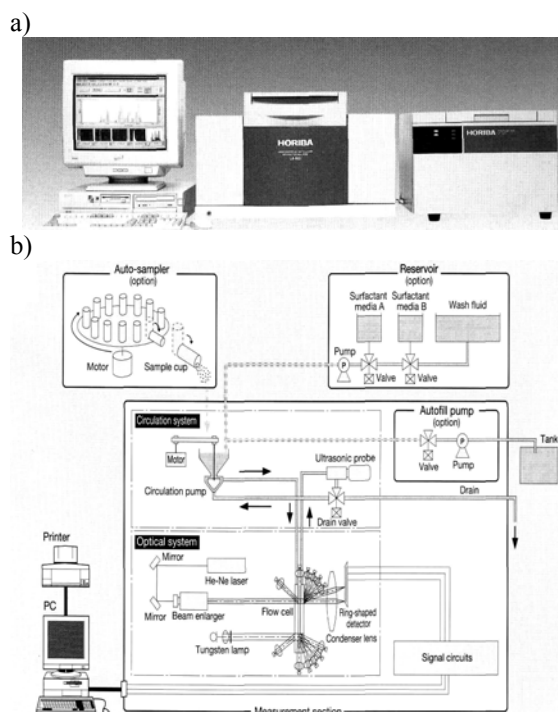 a)
HORIBA
HORIBA
b)
Auto-sampler
(option)
Motor
Sample cup
Reservoir
(option)
Surfactant
media A
Surfactant
media B
Wash fluid
Pump
P
Valve
Valve
Circulation system
Motor
Circulation pump
Ultrasonic probe
Drain valve
Autofill pump
(option)
P
Valve
Pump
Tank
Drain
Optical system
Mirror
He-Ne laser
Mirror
Beam enlarger
Flow cell
Ring-shaped
detector
Condenser lens
Tungsten lamp
Signal circuits
Printer
PC
Measurement section